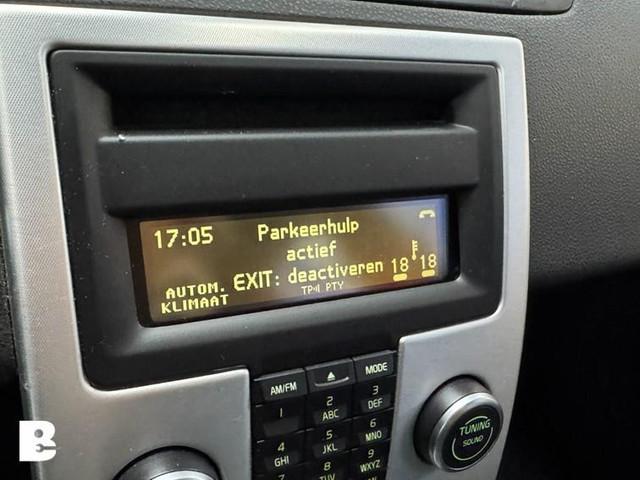 17:05
Parkeerhulp
actief
EXIT: deactiveren
AUTOM.
KLIMAAT
TP PTY
18 18
AM/FM
MODE
1
2
ABC
3
DEF
4
GHI
5
JKL
6
MNO
7
8
TUV
9
WXYZ
TUNING
SOUND